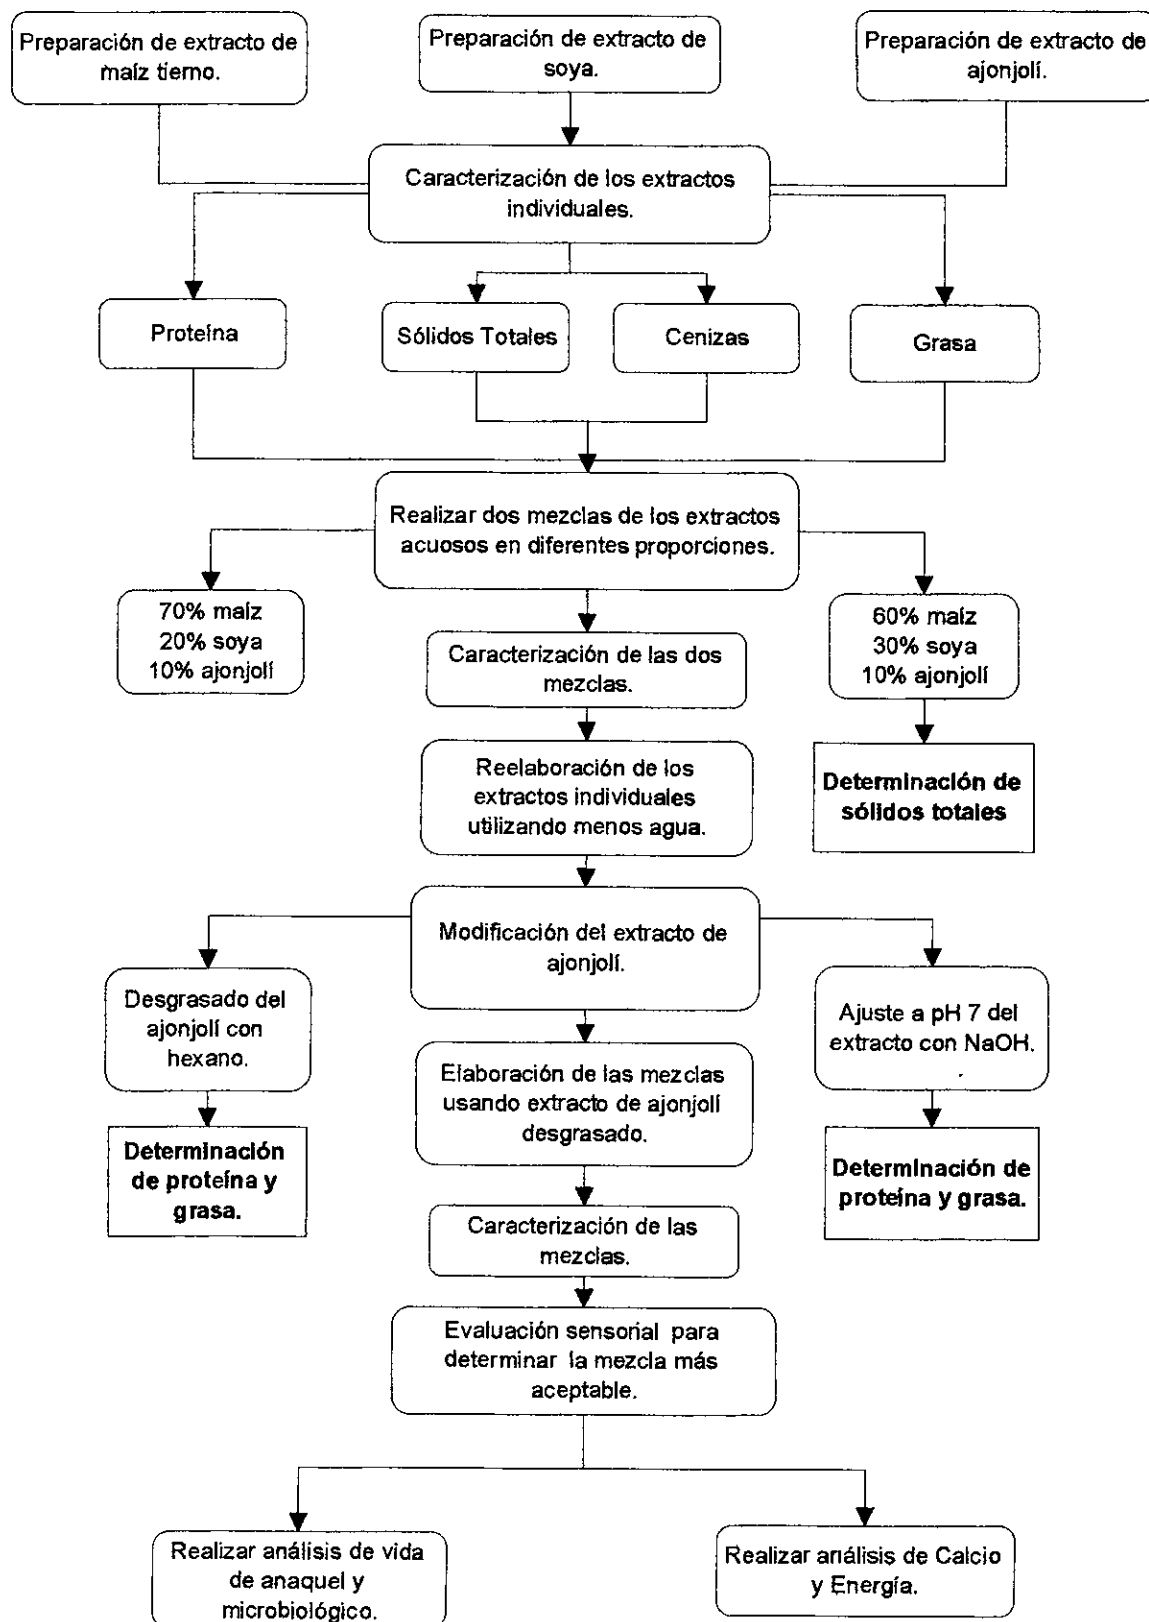 Preparación de extracto de
maíz tierno.
Preparación de extracto de
soya.
Preparación de extracto de
ajonjolí.
Caracterización de los extractos
individuales.
Proteína
Sólidos Totales
Cenizas
Grasa
Realizar dos mezclas de los extractos
acuosos en diferentes proporciones.
70% maíz
20% soya
10% ajonjolí
60% maíz
30% soya
10% ajonjolí
Caracterización de las dos
mezclas.
Reelaboración de los
extractos individuales
utilizando menos agua.
Determinación de
sólidos totales
Modificación del extracto de
ajonjolí.
Desgrasado del
ajonjolí con
hexano.
Ajuste a pH 7 del
extracto con NaOH.
Elaboración de las mezclas
usando extracto de ajonjolí
desgrasado.
Determinación
de proteína y
grasa.
Determinación de
proteína y grasa.
Caracterización de las
mezclas.
Evaluación sensorial para
determinar la mezcla más
aceptable.
Realizar análisis de vida
de anaquel y
microbiológico.
Realizar análisis de Calcio
y Energía.